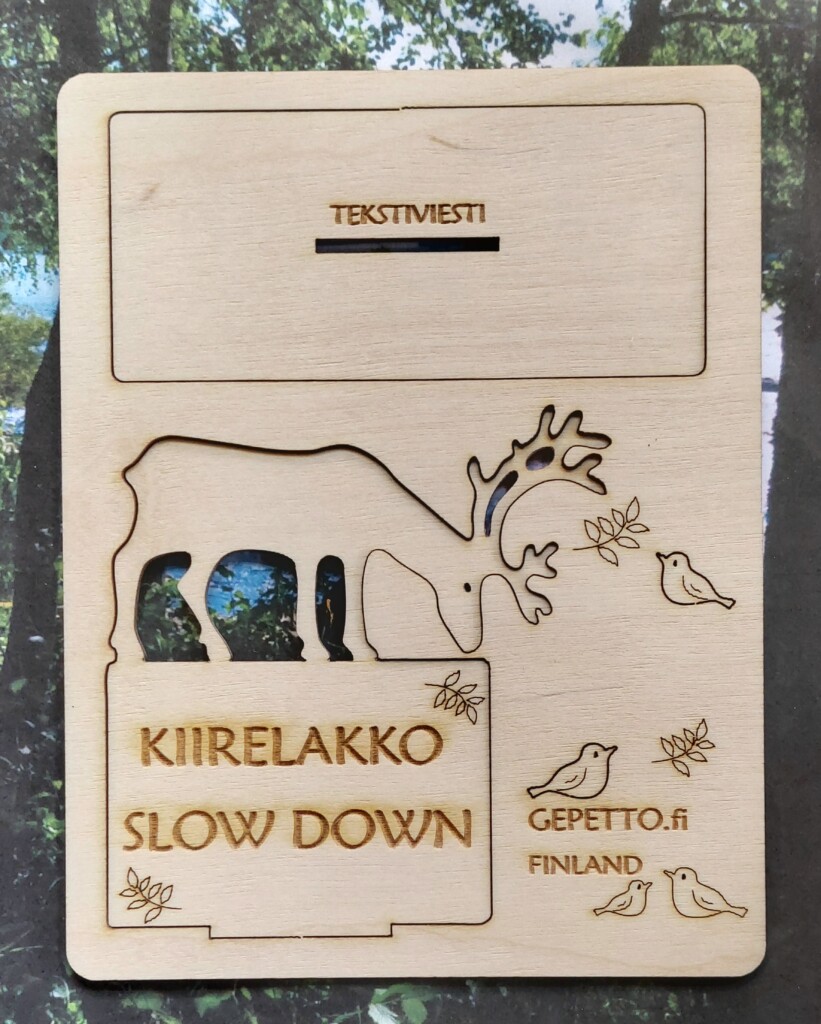 TEKSTIVIESTI
KIIRELAKKO
SLOW DOWN
GEPETTO.fi
FINLAND